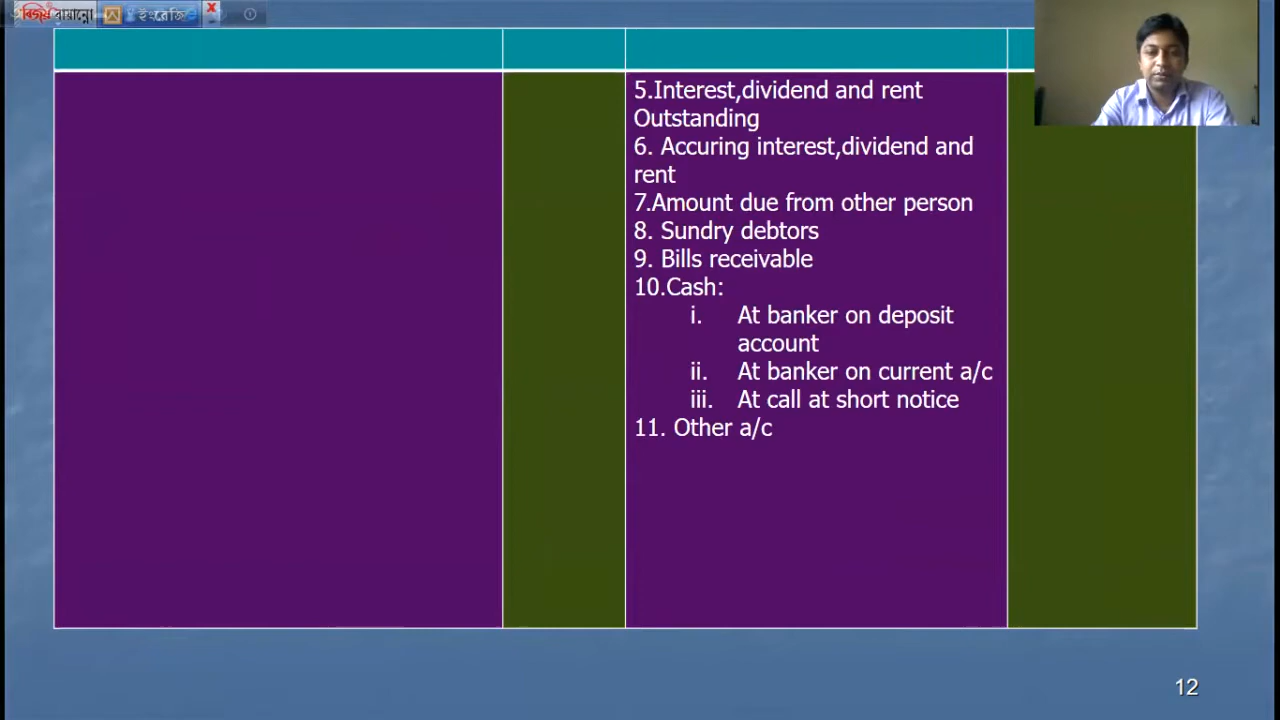 বিজয় বায়ান্নো
ইংরেজি
5.Interest,dividend and rent
Outstanding
6. Accuring interest,dividend and
rent
7.Amount due from other person
8. Sundry debtors
9. Bills receivable
10.Cash:
i. At banker on deposit
account
ii. At banker on current a/c
iii. At call at short notice
11. Other a/c
12